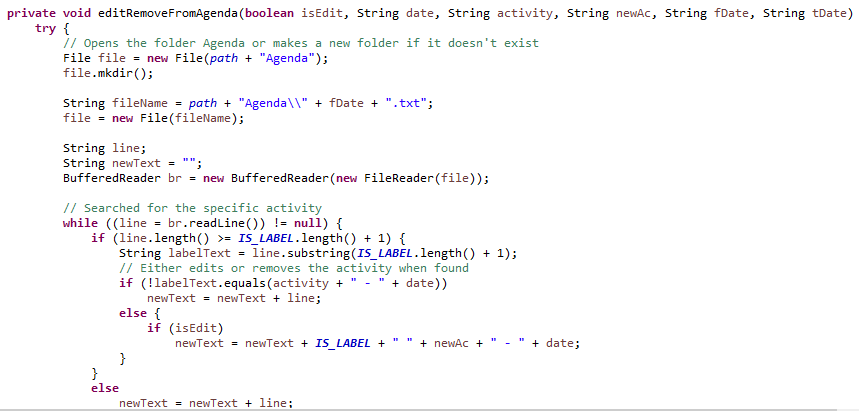 private void editRemoveFromAgenda(boolean isEdit, String date, String activity, String newAc, String fDate, String tDate)
    try {
        // Opens the folder Agenda or makes a new folder if it doesn't exist
        File file = new File(path + "Agenda");
        file.mkdir();

        String fileName = path + "Agenda\\" + fDate + ".txt";
        file = new File(fileName);

        String line;
        String newText = "";
        BufferedReader br = new BufferedReader(new FileReader(file));

        // Searched for the specific activity
        while ((line = br.readLine()) != null) {
            if (line.length() >= IS_LABEL.length() + 1) {
                String labelText = line.substring(IS_LABEL.length() + 1);
                // Either edits or removes the activity when found
                if (!labelText.equals(activity + " - " + date))
                    newText = newText + line;
                else {
                    if (isEdit)
                        newText = newText + IS_LABEL + " " + newAc + " - " + date;
                }
            }
            else
                newText = newText + line;